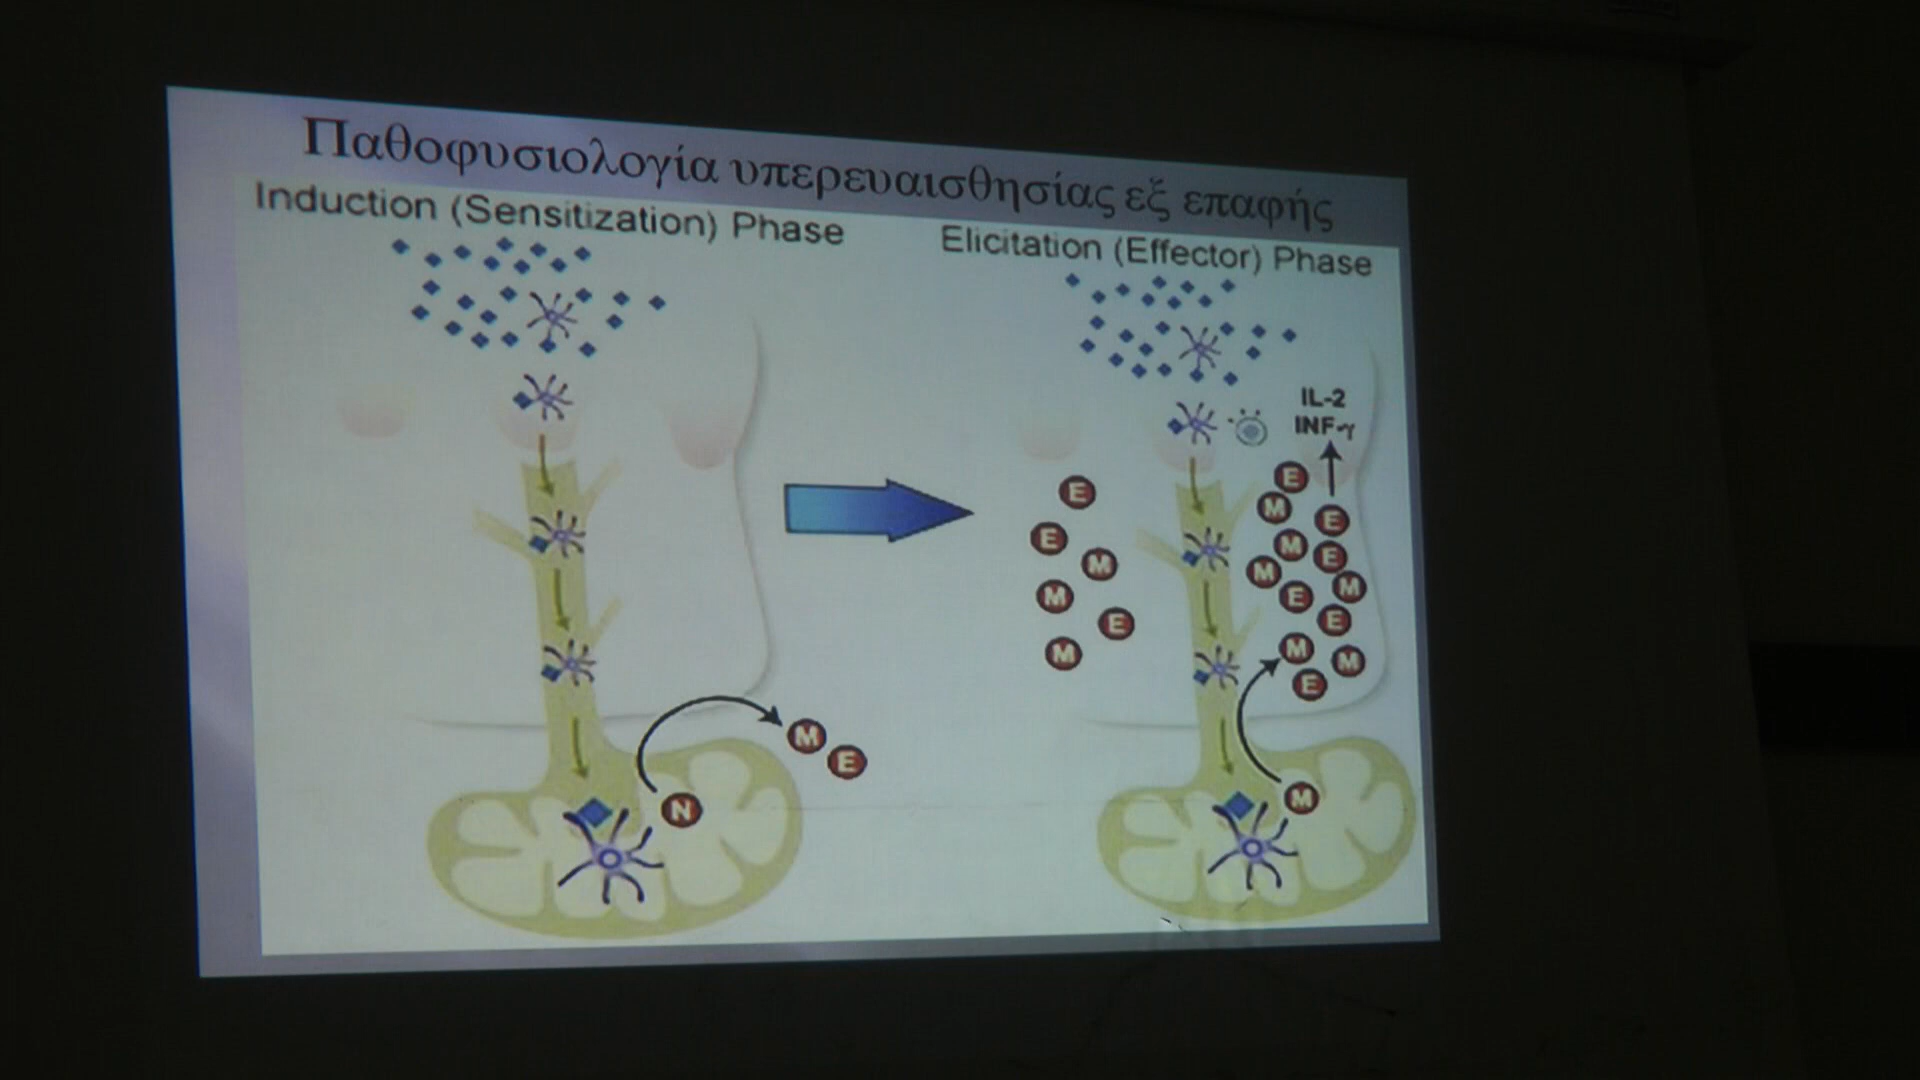 Παθοφυσιολογία υπερευαισθησίας εξ επαφής
Induction (Sensitization) Phase
Elicitation (Effector) Phase
IL-2
INF-γ
E
E
M
M
E
M
E
M
E
M
E
M
E
M
E
M
M
E
M
E
N
M